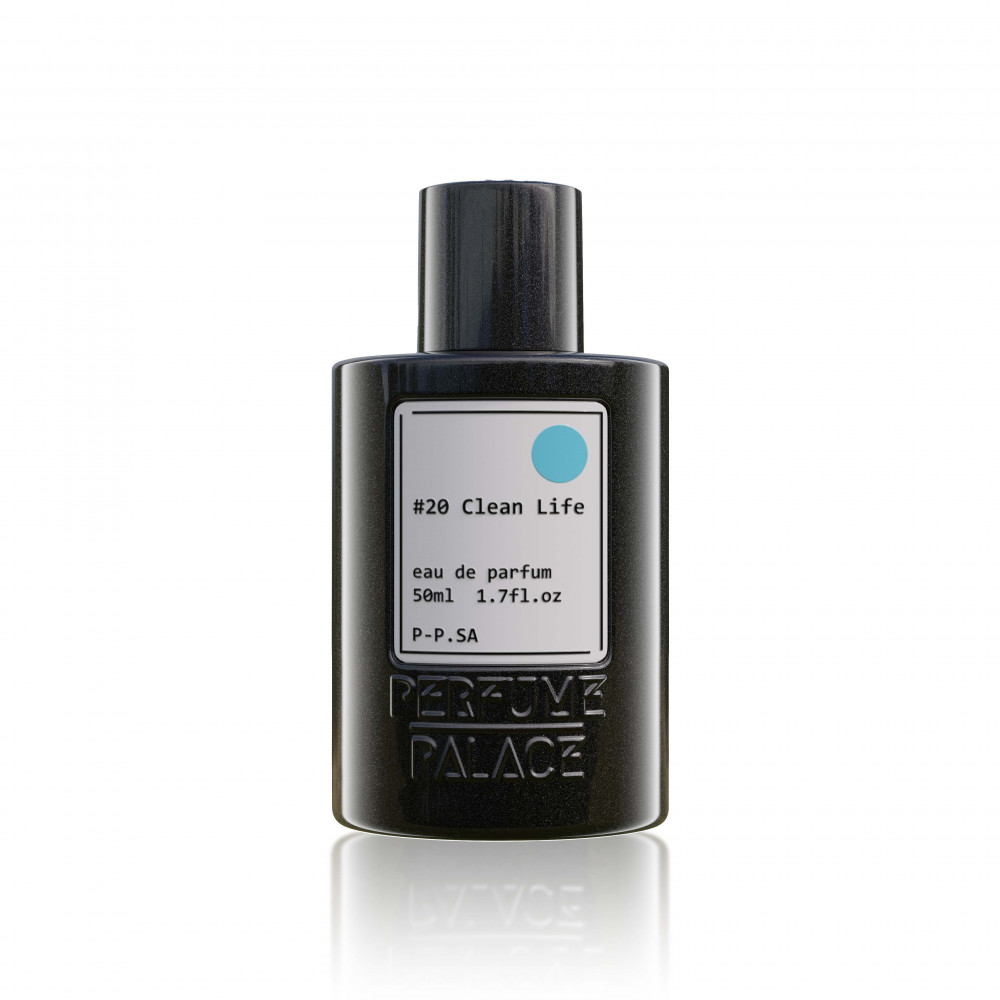 #20 Clean Life
eau de parfum
50ml 1.7fl.oz
P-P.SA
PERFUME
PALACE